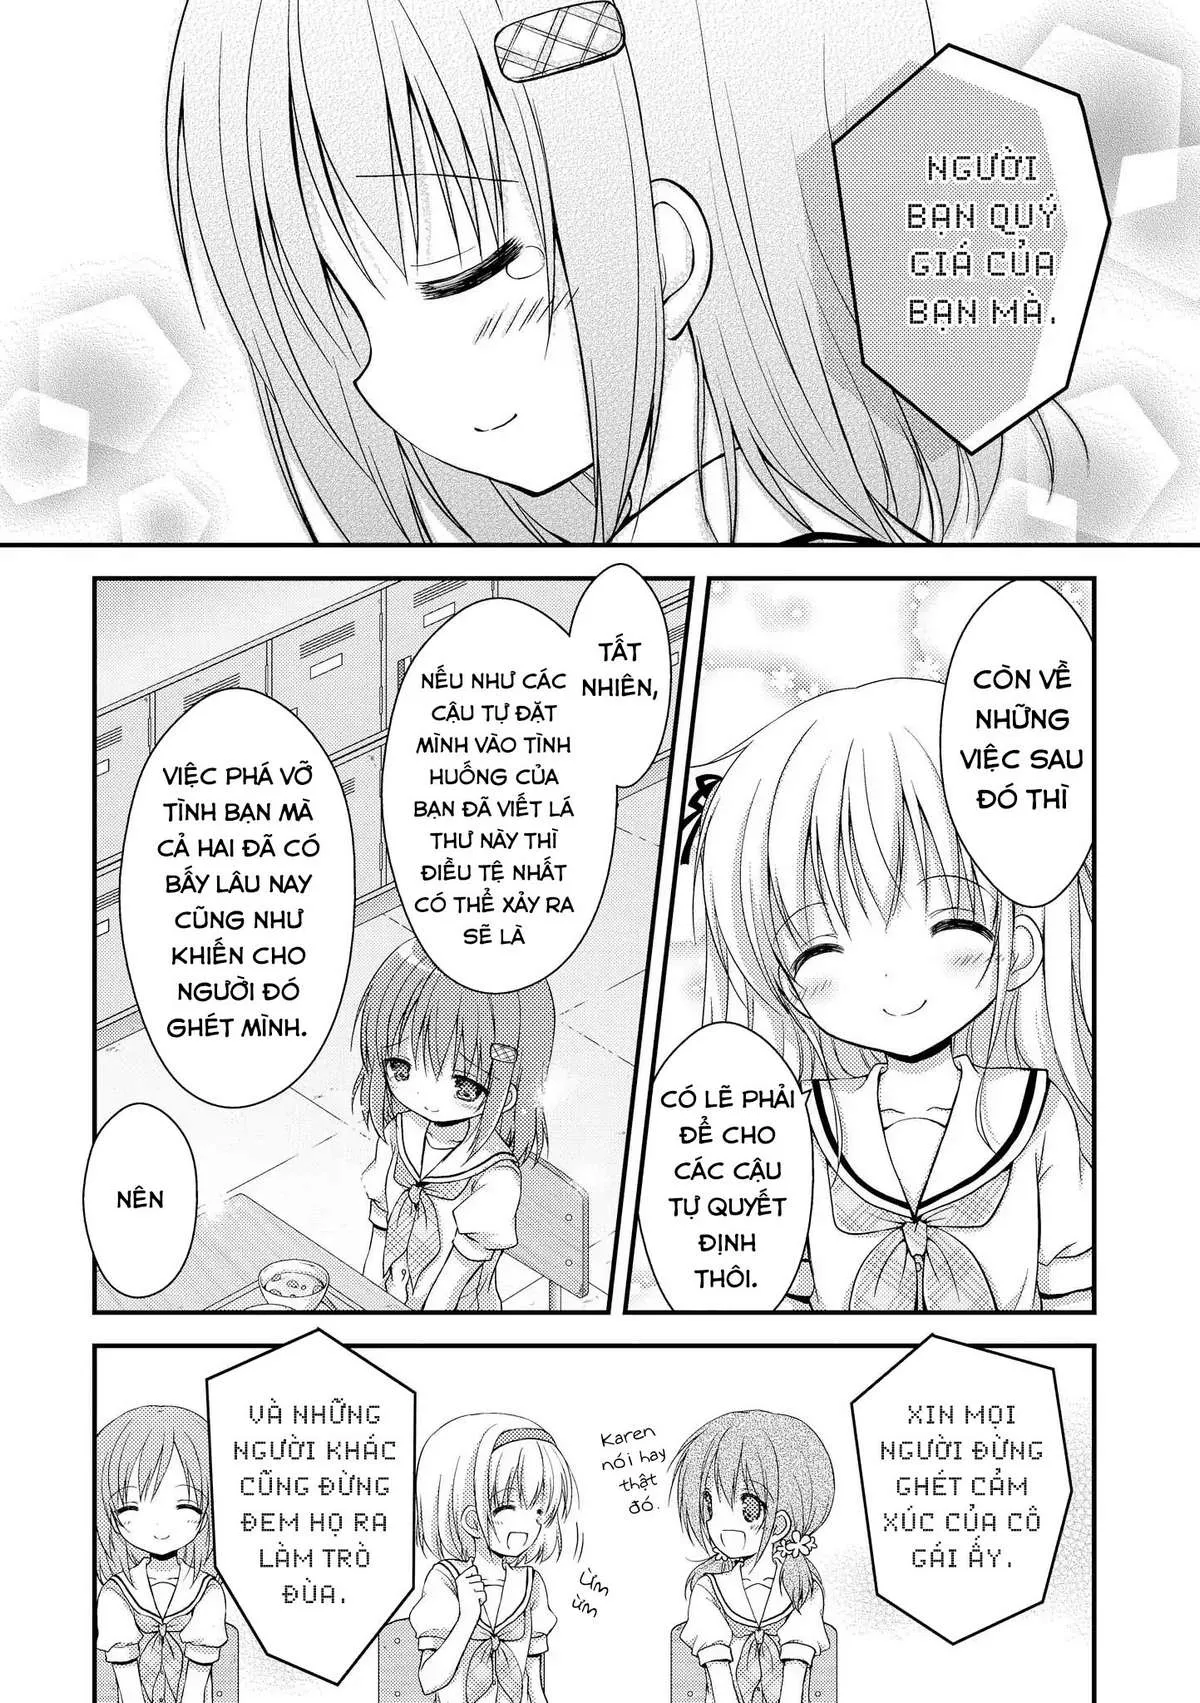 NGƯỜI
BẠN QUÝ
GIÁ CỦA
BẠN MÀ.
CÒN VỀ
NHỮNG
VIỆC SAU
ĐÓ THÌ
CÓ LẼ PHẢI
ĐỂ CHO
CÁC CẬU
TỰ QUYẾT
ĐỊNH
THÔI.
TẤT
NHIÊN,
NẾU NHƯ CÁC
CẬU TỰ ĐẶT
MÌNH VÀO TÌNH
HUỐNG CỦA
BẠN ĐÃ VIẾT LÁ
THƯ NÀY THÌ
ĐIỀU TỆ NHẤT
CÓ THỂ XẢY RA
SẼ LÀ
VIỆC PHÁ VỠ
TÌNH BẠN MÀ
CẢ HAI ĐÃ CÓ
BẤY LÂU NAY
CŨNG NHƯ
KHIẾN CHO
NGƯỜI ĐÓ
GHÉT MÌNH.
NÊN
XIN MỌI
NGƯỜI ĐỪNG
GHÉT CẢM
XÚC CỦA CÔ
GÁI ẤY.
Karen
nói hay
thật
đó.
Ừm
ừm
VÀ NHỮNG
NGƯỜI KHÁC
CŨNG ĐỪNG
ĐEM HỌ RA
LÀM TRÒ
ĐÙA.